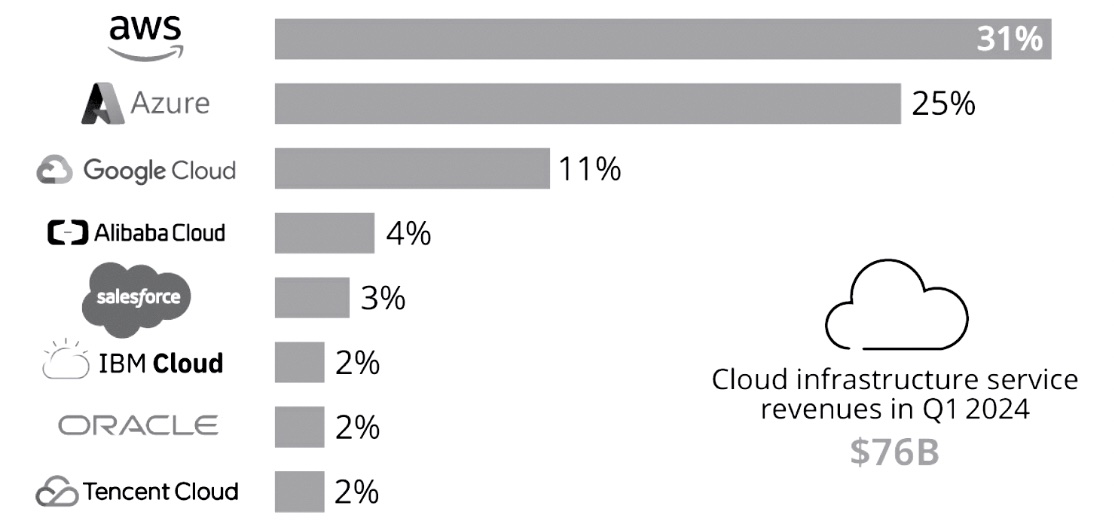 aws
31%
Azure
25%
Google Cloud
11%
Alibaba Cloud
4%
salesforce
3%
IBM Cloud
2%
ORACLE
2%
Tencent Cloud
2%
Cloud infrastructure service
revenues in Q1 2024
$76B